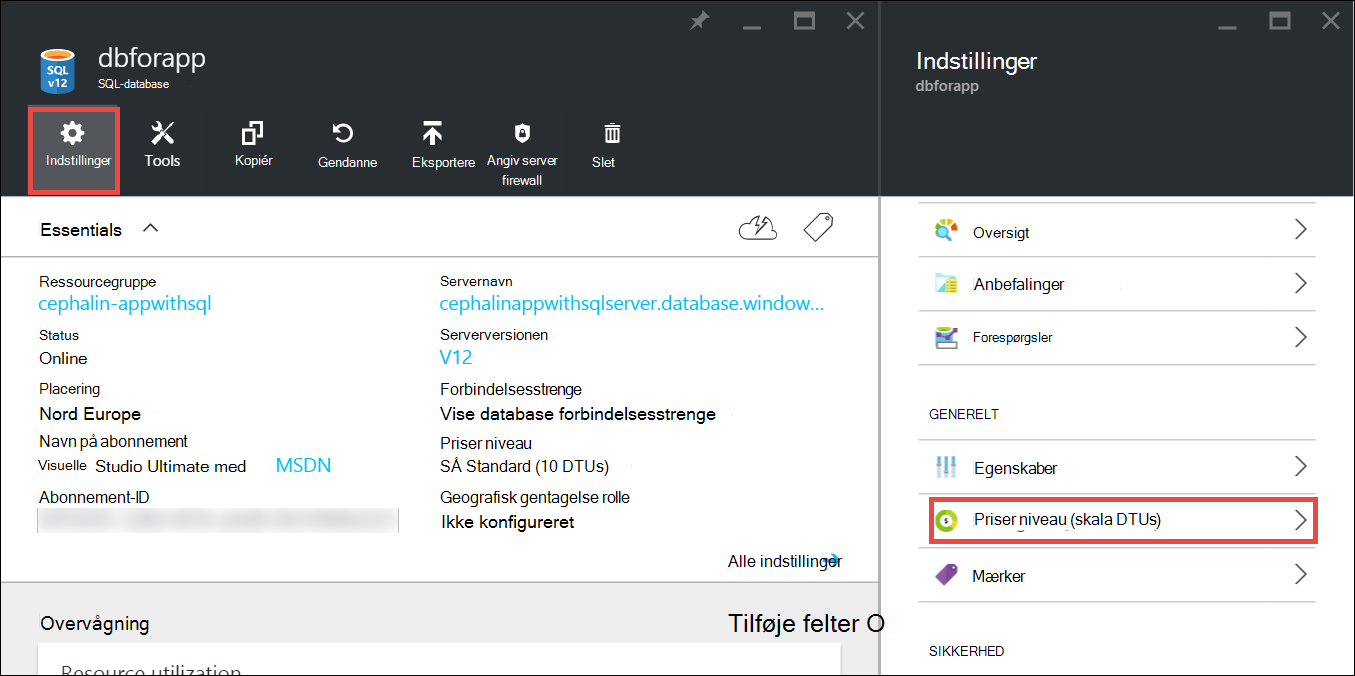 dbforapp
SQL
v12
SQL-database
Indstillinger
Tools
Kopiér
Gendanne
Eksportere
Angiv server
firewall
Slet
Essentials
Ressourcegruppe
cephalin-appwithsql
Status
Online
Placering
Nord Europe
Navn på abonnement
Visuelle Studio Ultimate med MSDN
Abonnement-ID
Servernavn
cephalinappwithsqlserver.database.window...
Serverversionen
V12
Forbindelsesstrenge
Vise database forbindelsesstrenge
Priser niveau
SÅ Standard (10 DTUs)
Geografisk gentagelse rolle
Ikke konfigureret
Alle indstillinger
Overvågning
Tilføje felter O
Resource utilization
Indstillinger
dbforapp
Oversigt
Anbefalinger
Forespørgsler
GENERELT
Egenskaber
Priser niveau (skala DTUs)
Mærker
SIKKERHED